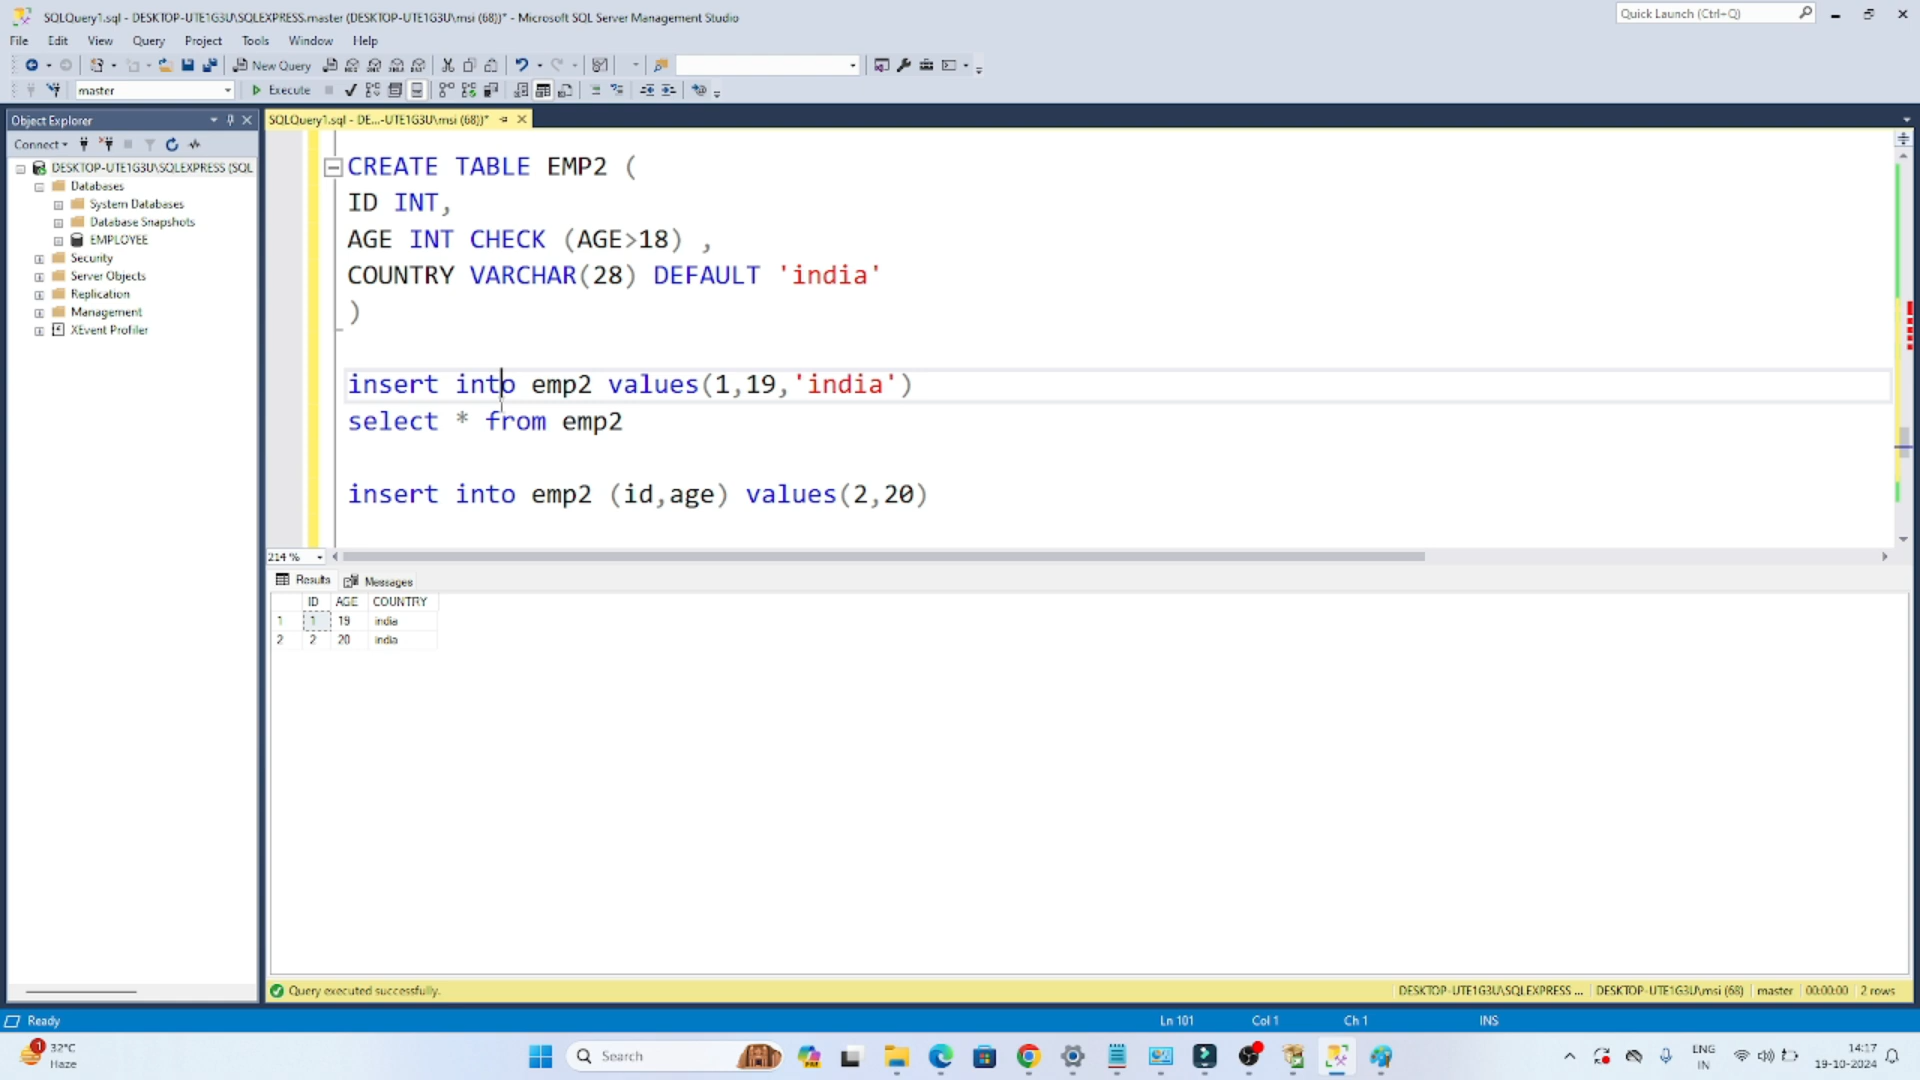 SQLQuery1.sql - DESKTOP-UTE1G3U\SQLEXPRESS.master (DESKTOP-UTE1G3U\msi (68))* - Microsoft SQL Server Management Studio
Quick Launch (Ctrl+Q)
File Edit View Query Project Tools Window Help
New Query
master
Execute
Object Explorer
SQLQuery1.sql - DE...-UTE1G3U\msi (68))*
Connect
DESKTOP-UTE1G3U\SQLEXPRESS (SQL
Databases
System Databases
Database Snapshots
EMPLOYEE
Security
Server Objects
Replication
Management
XEvent Profiler
CREATE TABLE EMP2 (
ID INT,
AGE INT CHECK (AGE>18) ,
COUNTRY VARCHAR(28) DEFAULT 'india'
)
insert into emp2 values(1,19,'india')
select * from emp2
insert into emp2 (id,age) values(2,20)
214 %
Results Messages
ID AGE COUNTRY
1 1 19 india
2 2 20 india
Query executed successfully.
DESKTOP-UTE1G3U\SQLEXPRESS ... DESKTOP-UTE1G3U\msi (68) master 00:00:00 2 rows
Ready
Ln 101 Col 1 Ch 1 INS
1
32°C
Haze
Search
ENG
IN
14:17
19-10-2024